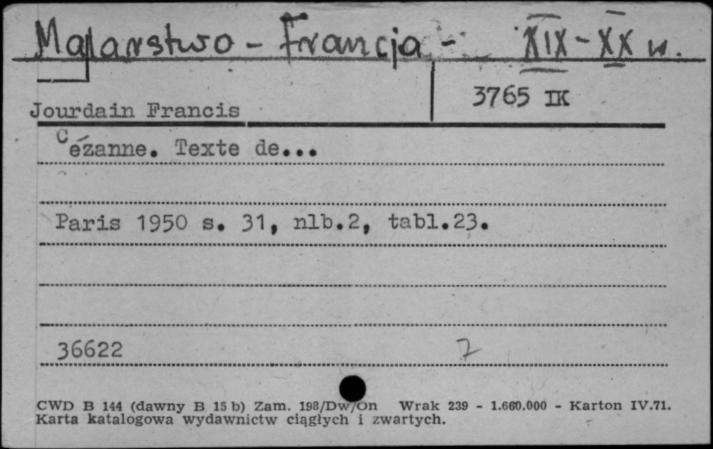 Malarstwo - Francja - XIX-XX w.
3765 IK
Jourdain Francis
Cézanne. Texte de...
Paris 1950 s. 31, nlb.2, tabl.23.
36622 7
CWD B 144 (dawny B 15 b) Zam. 198/Dw/On Wrak 239 - 1.660.000 - Karton IV.71.
Karta katalogowa wydawnictw ciągłych i zwartych.